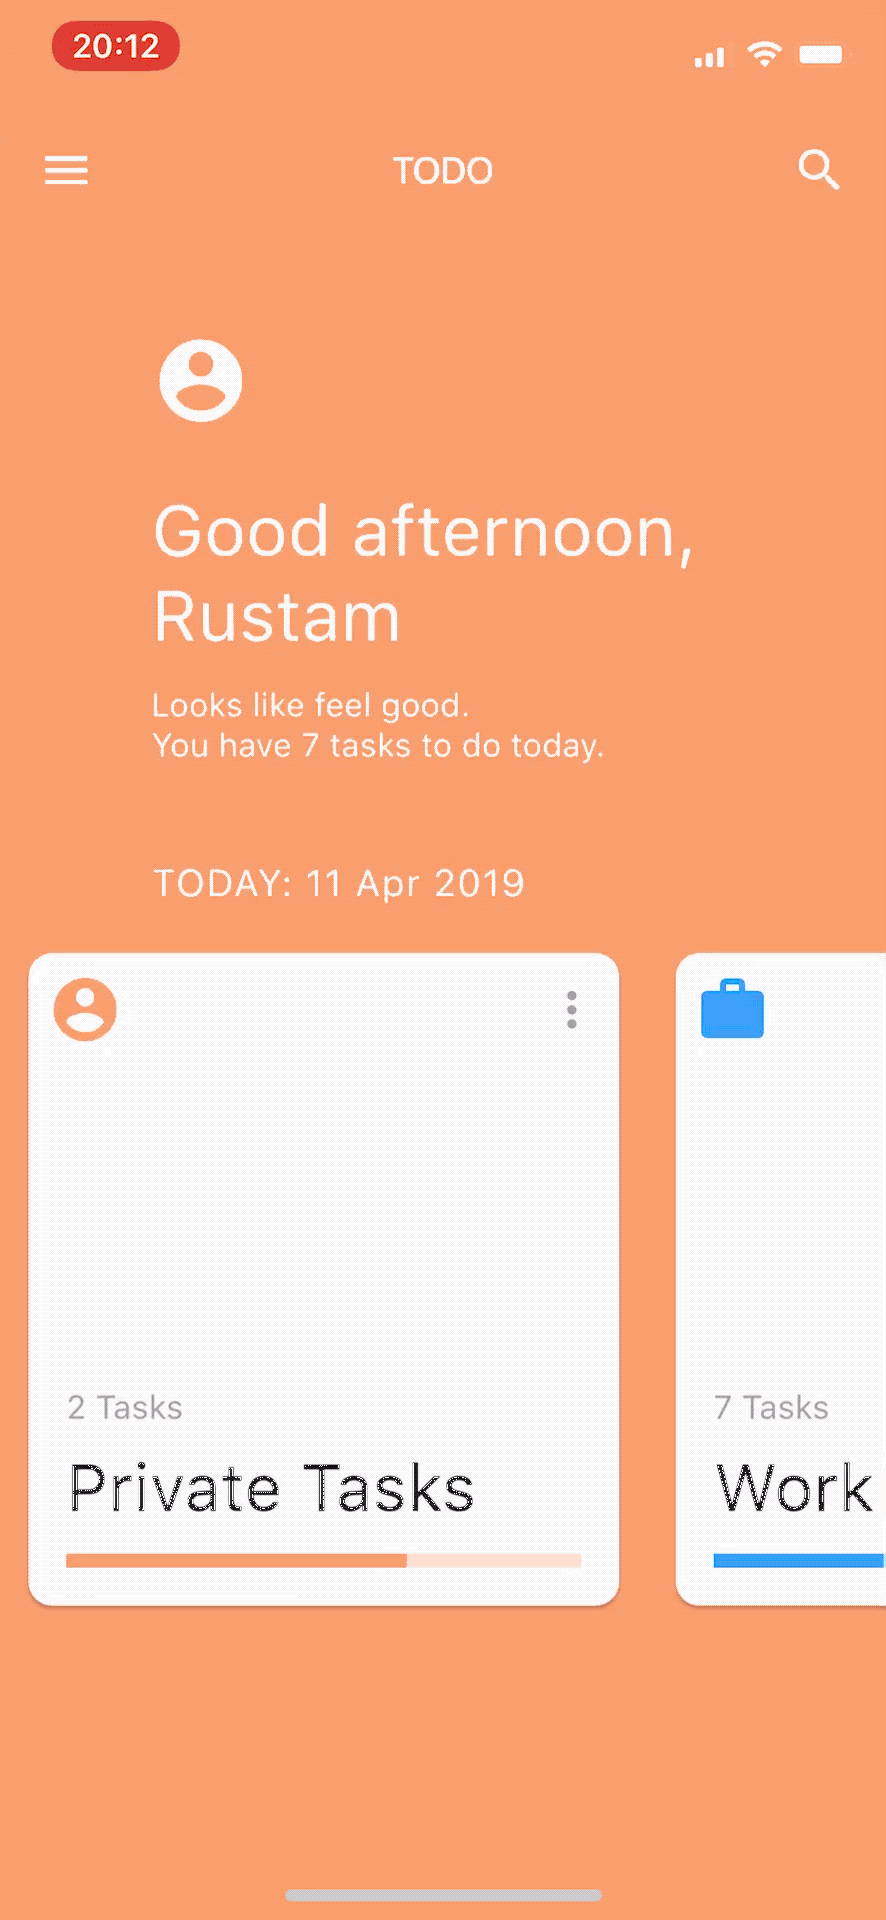 20:12
TODO
Good afternoon,
Rustam
Looks like feel good.
You have 7 tasks to do today.
TODAY: 11 Apr 2019
2 Tasks
Private Tasks
7 Tasks
Work